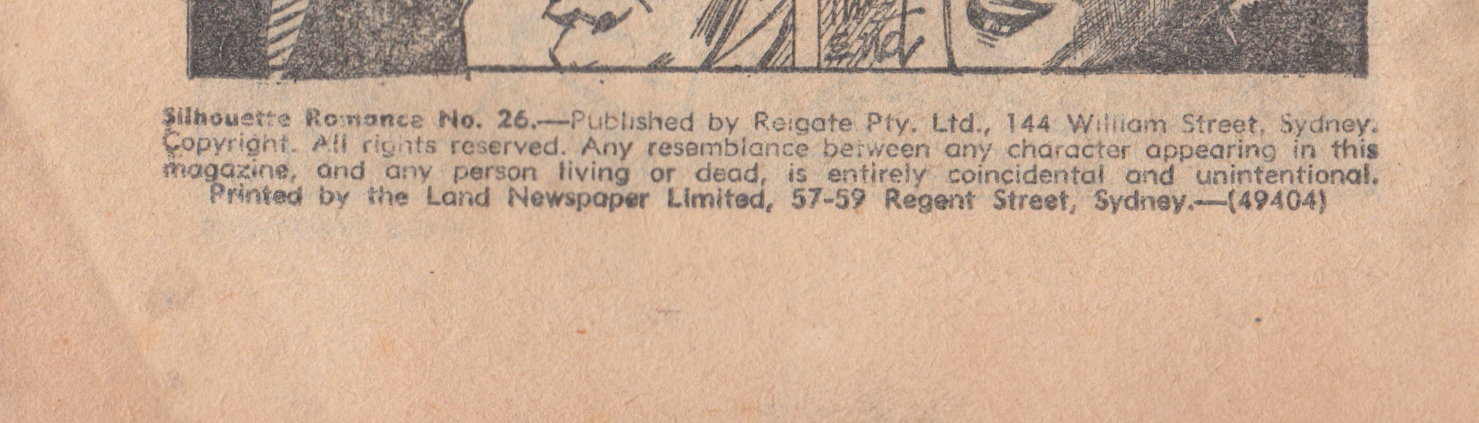 Silhouette Romance No. 26.—Published by Reigate Pty. Ltd., 144 William Street, Sydney.
Copyright. All rights reserved. Any resemblance between any character appearing in this
magazine, and any person living or dead, is entirely coincidental and unintentional.
Printed by the Land Newspaper Limited, 57-59 Regent Street, Sydney.—(49404)